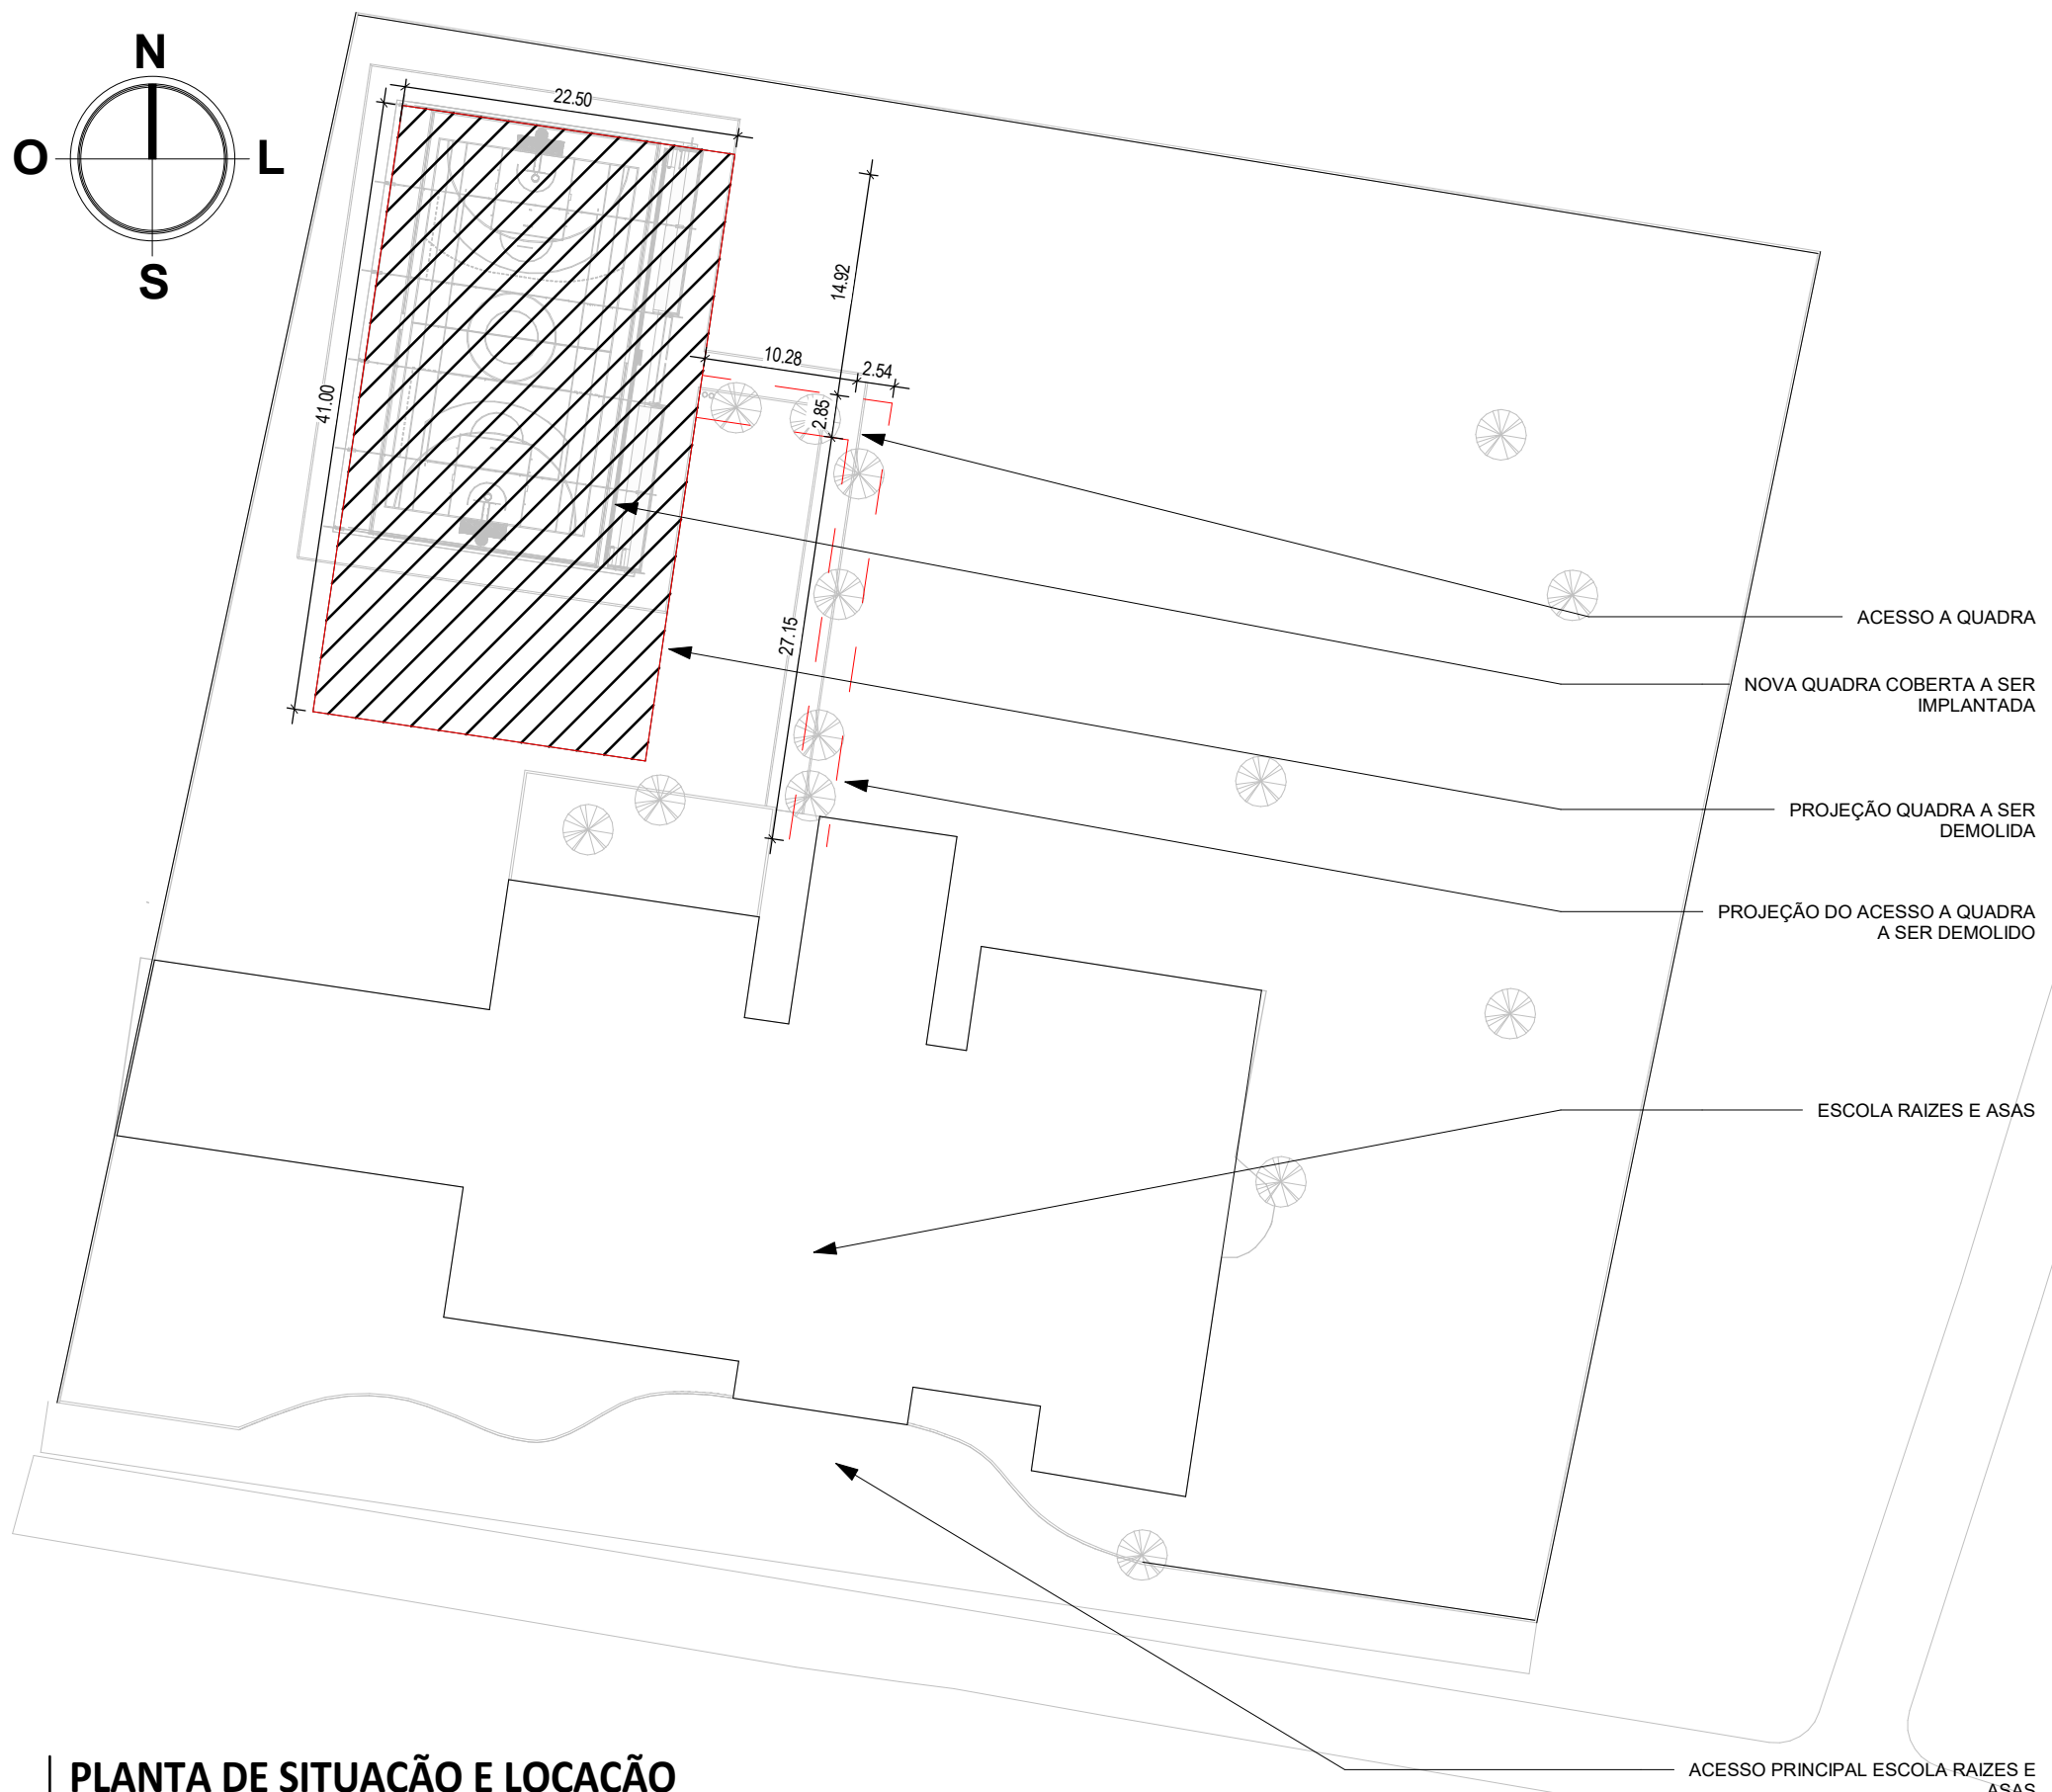 N
O
L
S
22.50
14.92
41.00
10.28
2.54
2.85
27.15
ACESSO A QUADRA
NOVA QUADRA COBERTA A SER
IMPLANTADA
PROJEÇÃO QUADRA A SER
DEMOLIDA
PROJEÇÃO DO ACESSO A QUADRA
A SER DEMOLIDO
ESCOLA RAIZES E ASAS
ACESSO PRINCIPAL ESCOLA RAIZES E
ASAS
PLANTA DE SITUAÇÃO E LOCAÇÃO